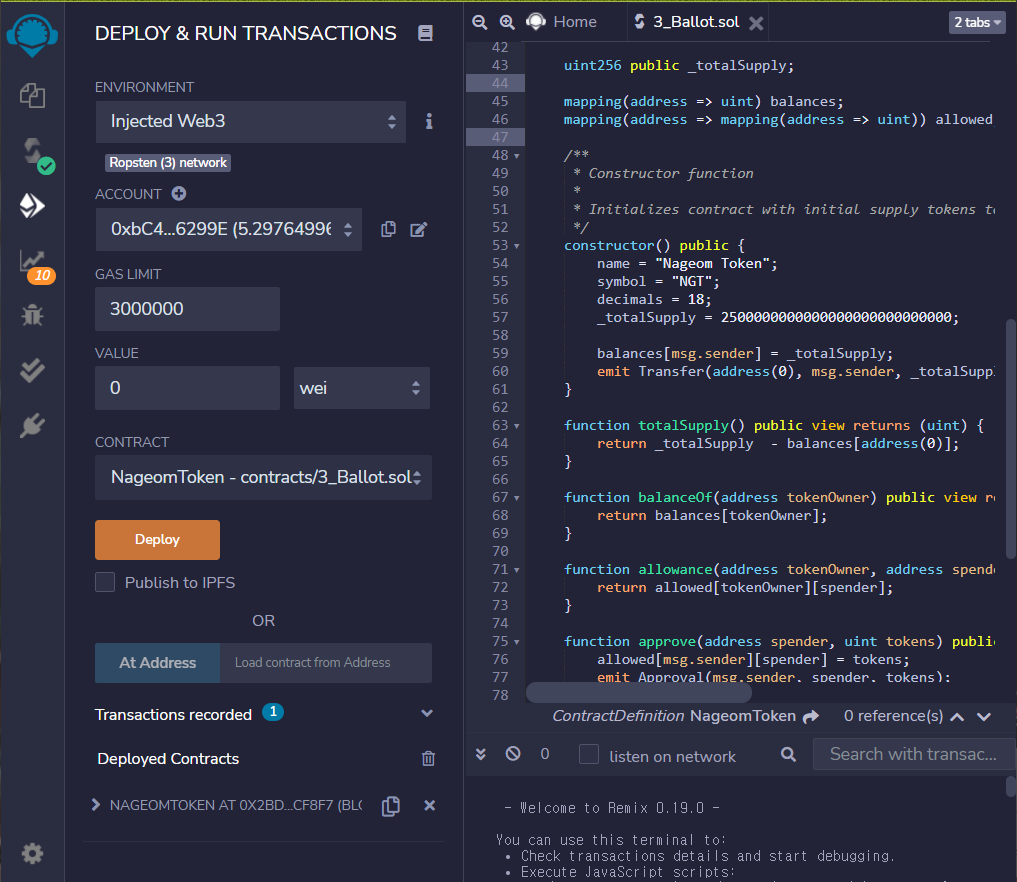 DEPLOY & RUN TRANSACTIONS
ENVIRONMENT
Injected Web3
Ropsten (3) network
ACCOUNT
0xbC4...6299E (5.29764996
GAS LIMIT
3000000
VALUE
0
wei
CONTRACT
NageomToken - contracts/3_Ballot.sol
Deploy
Publish to IPFS
OR
At Address
Load contract from Address
Transactions recorded 1
Deployed Contracts
NAGEOMTOKEN AT 0X2BD...CF8F7 (BLO
10
Home
3_Ballot.sol
2 tabs
42
43 uint256 public _totalSupply;
44
45 mapping(address => uint) balances;
46 mapping(address => mapping(address => uint)) allowed
47
48 /**
49 * Constructor function
50 *
51 * Initializes contract with initial supply tokens to
52 */
53 constructor() public {
54 name = "Nageom Token";
55 symbol = "NGT";
56 decimals = 18;
57 _totalSupply = 2500000000000000000000000000;
58
59 balances[msg.sender] = _totalSupply;
60 emit Transfer(address(0), msg.sender, _totalSuppl
61 }
62
63 function totalSupply() public view returns (uint) {
64 return _totalSupply - balances[address(0)];
65 }
66
67 function balanceOf(address tokenOwner) public view re
68 return balances[tokenOwner];
69 }
70
71 function allowance(address tokenOwner, address spende
72 return allowed[tokenOwner][spender];
73 }
74
75 function approve(address spender, uint tokens) public
76 allowed[msg.sender][spender] = tokens;
77 emit Approval(msg.sender, spender, tokens);
78
ContractDefinition NageomToken
0 reference(s)
0
listen on network
Search with transac...
- Welcome to Remix 0.19.0 -
You can use this terminal to:
• Check transactions details and start debugging.
• Execute JavaScript scripts: